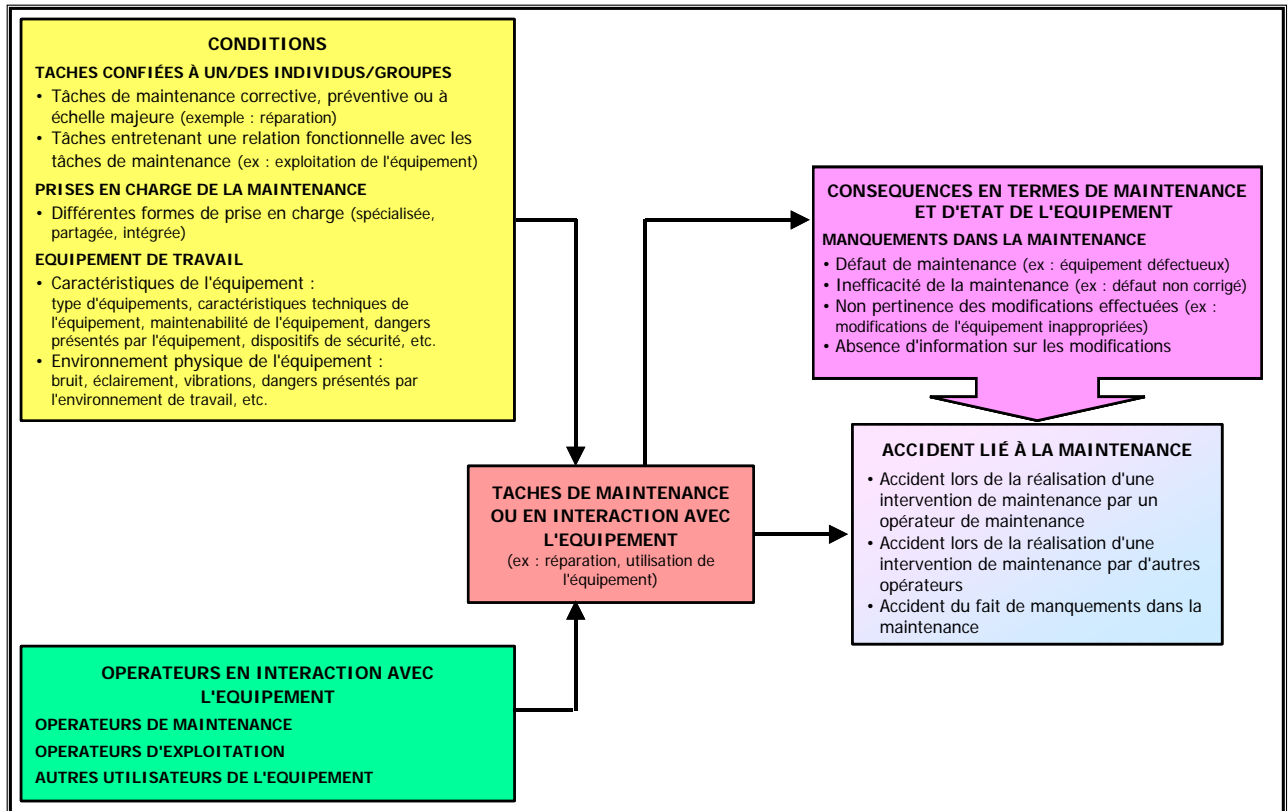 CONDITIONS
TACHES CONFIÉES À UN/DES INDIVIDUS/GROUPES
• Tâches de maintenance corrective, préventive ou à
échelle majeure (exemple : réparation)
• Tâches entretenant une relation fonctionnelle avec les
tâches de maintenance (ex : exploitation de l'équipement)
PRISES EN CHARGE DE LA MAINTENANCE
• Différentes formes de prise en charge (spécialisée,
partagée, intégrée)
EQUIPEMENT DE TRAVAIL
• Caractéristiques de l'équipement :
type d'équipements, caractéristiques techniques de
l'équipement, maintenabilité de l'équipement, dangers
présentés par l'équipement, dispositifs de sécurité, etc.
• Environnement physique de l'équipement :
bruit, éclairement, vibrations, dangers présentés par
l'environnement de travail, etc.
CONSEQUENCES EN TERMES DE MAINTENANCE
ET D'ETAT DE L'EQUIPEMENT
MANQUEMENTS DANS LA MAINTENANCE
• Défaut de maintenance (ex : équipement défectueux)
• Inefficacité de la maintenance (ex : défaut non corrigé)
• Non pertinence des modifications effectuées (ex :
modifications de l'équipement inappropriées)
• Absence d'information sur les modifications
TACHES DE MAINTENANCE
OU EN INTERACTION AVEC
L'EQUIPEMENT
(ex : réparation, utilisation de
l'équipement)
ACCIDENT LIÉ À LA MAINTENANCE
• Accident lors de la réalisation d'une
intervention de maintenance par un
opérateur de maintenance
• Accident lors de la réalisation d'une
intervention de maintenance par d'autres
opérateurs
• Accident du fait de manquements dans la
maintenance
OPERATEURS EN INTERACTION AVEC
L'EQUIPEMENT
OPERATEURS DE MAINTENANCE
OPERATEURS D'EXPLOITATION
AUTRES UTILISATEURS DE L'EQUIPEMENT